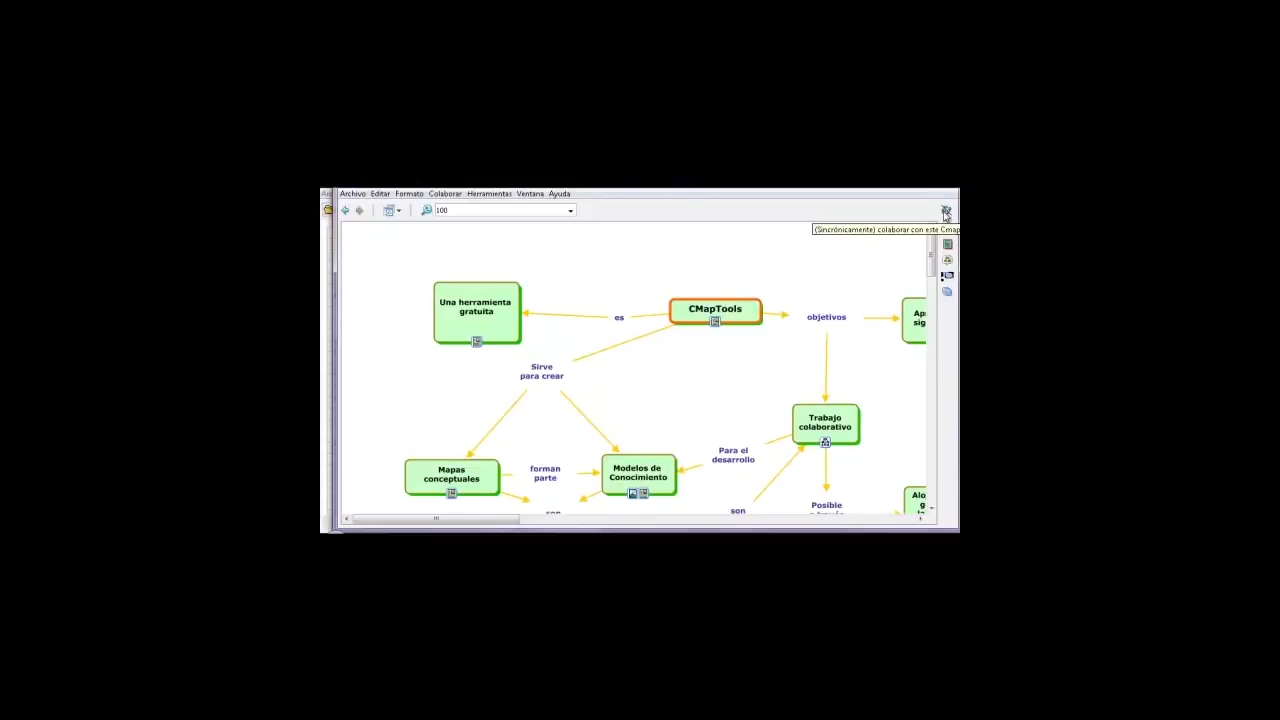 Archivo Editar Formato Colaborar Herramientas Ventana Ayuda
100
(Sincrónicamente) colaborar con este Cmap
Una herramienta
gratuita
es
CMapTools
objetivos
Sirve
para crear
Trabajo
colaborativo
Para el
desarrollo
Mapas
conceptuales
forman
parte
Modelos de
Conocimiento
son
Posible